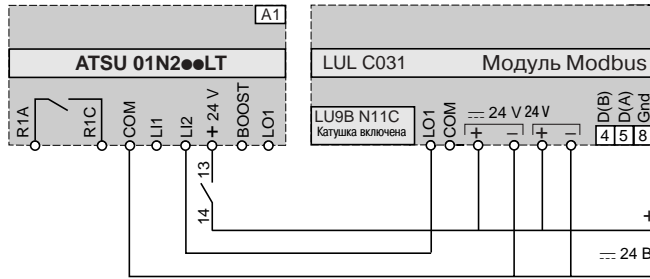 A1
ATSU 01N2●●LT
R1A
R1C
COM
LI1
LI2
+ 24 V
BOOST
LO1
13
14
LUL C031 Модуль Modbus
LU9B N11C
Катушка включена
LO1
COM
24 V 24 V
+ − + −
D(B)
D(A)
Gnd
4 5 8
+
24 В